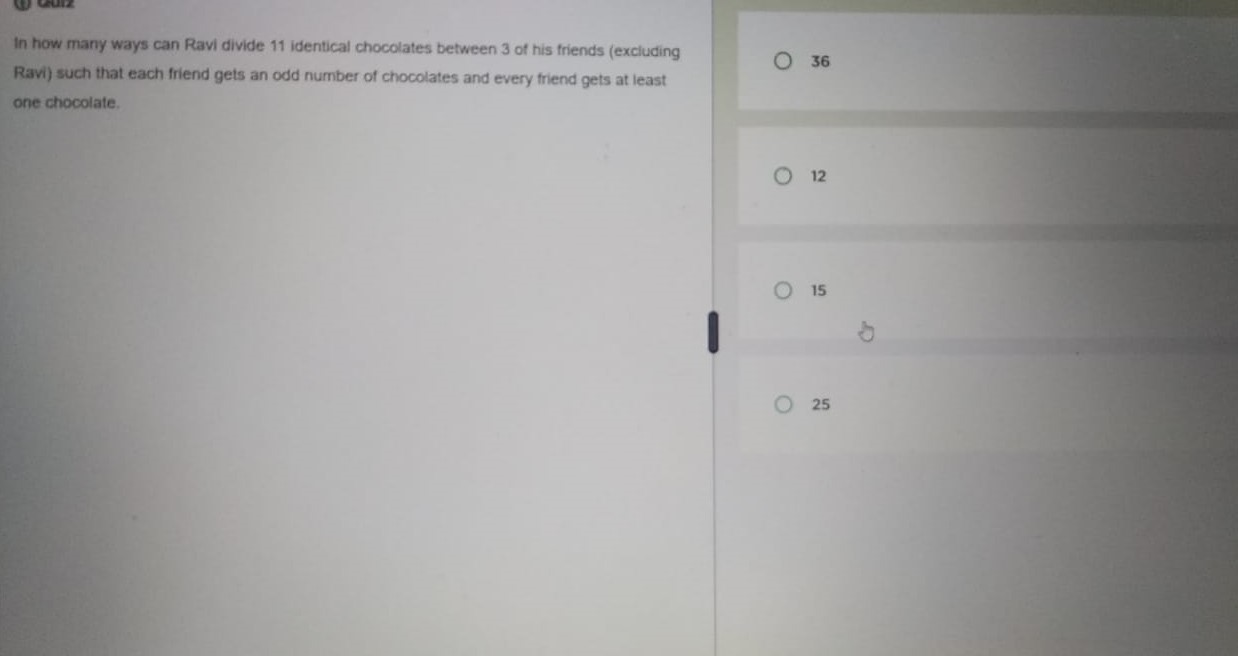 Quiz
In how many ways can Ravi divide 11 identical chocolates between 3 of his friends (excluding
Ravi) such that each friend gets an odd number of chocolates and every friend gets at least
one chocolate.
36
12
15
25